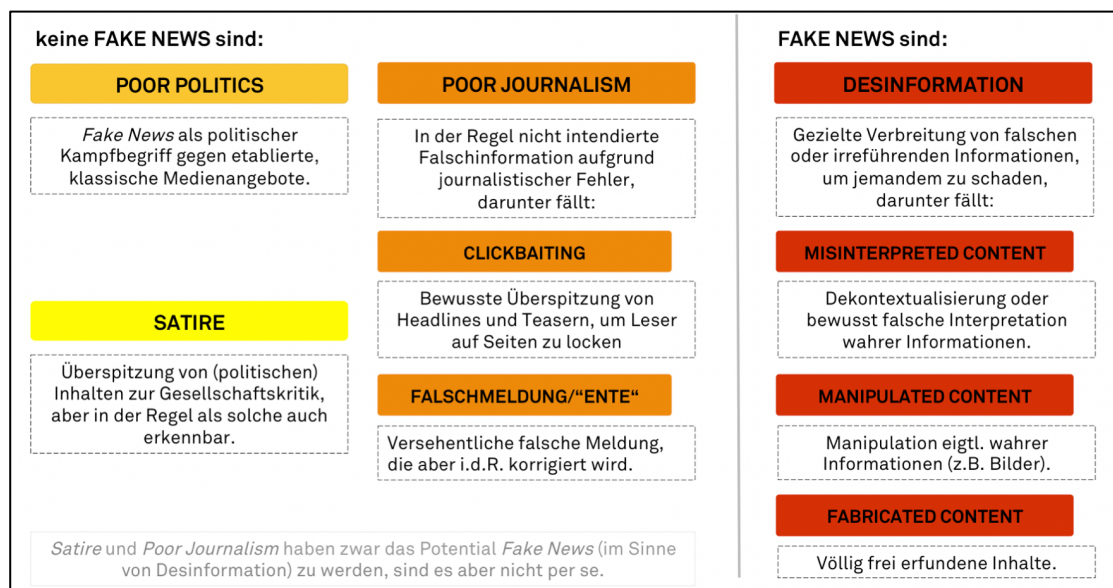 keine FAKE NEWS sind:
POOR POLITICS
Fake News als politischer
Kampfbegriff gegen etablierte,
klassische Medienangebote.
SATIRE
Überspitzung von (politischen)
Inhalten zur Gesellschaftskritik,
aber in der Regel als solche auch
erkennbar.
POOR JOURNALISM
In der Regel nicht intendierte
Falschinformation aufgrund
journalistischer Fehler,
darunter fällt:
CLICKBAITING
Bewusste Überspitzung von
Headlines und Teasern, um Leser
auf Seiten zu locken
FALSCHMELDUNG/“ENTE“
Versehentliche falsche Meldung,
die aber i.d.R. korrigiert wird.
Satire und Poor Journalism haben zwar das Potential Fake News (im Sinne
von Desinformation) zu werden, sind es aber nicht per se.
FAKE NEWS sind:
DESINFORMATION
Gezielte Verbreitung von falschen
oder irreführenden Informationen,
um jemandem zu schaden,
darunter fällt:
MISINTERPRETED CONTENT
Dekontextualisierung oder
bewusst falsche Interpretation
wahrer Informationen.
MANIPULATED CONTENT
Manipulation eigtl. wahrer
Informationen (z.B. Bilder).
FABRICATED CONTENT
Völlig frei erfundene Inhalte.